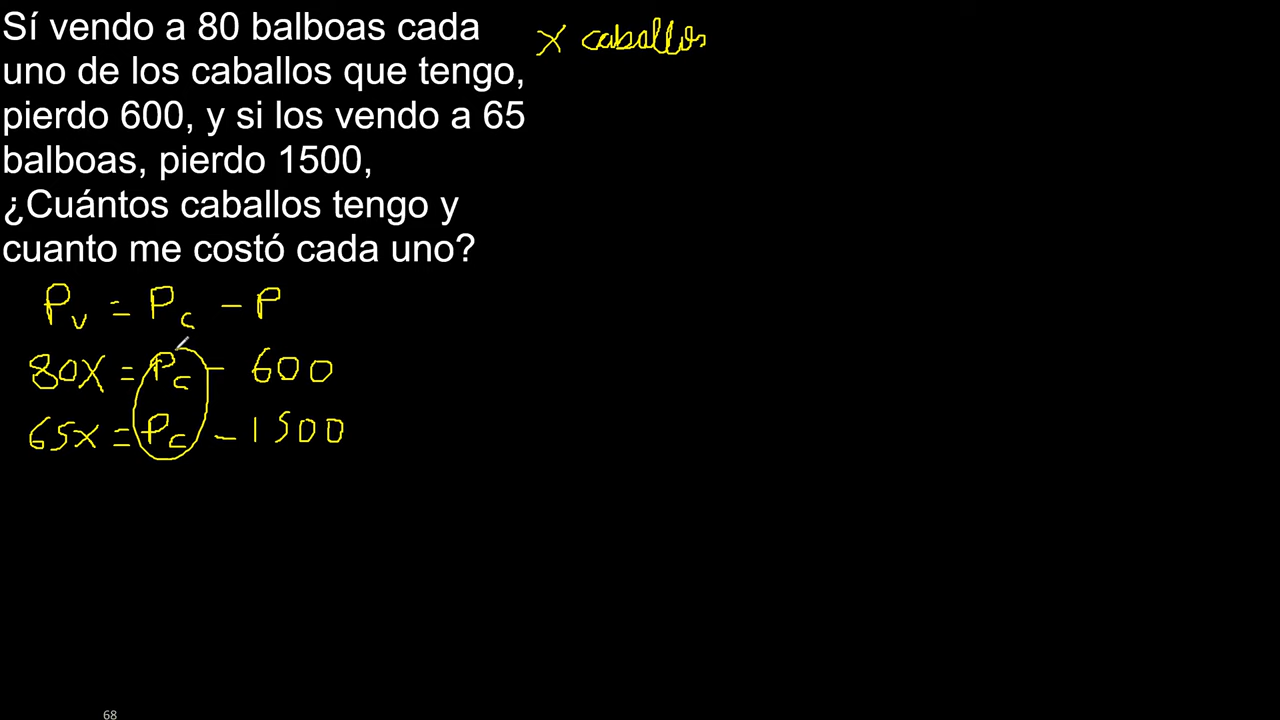 Sí vendo a 80 balboas cada
uno de los caballos que tengo,
pierdo 600, y si los vendo a 65
balboas, pierdo 1500,
¿Cuántos caballos tengo y
cuanto me costó cada uno?
x caballos
Pv = Pc - P
80x = Pc - 600
65x = Pc - 1500
68